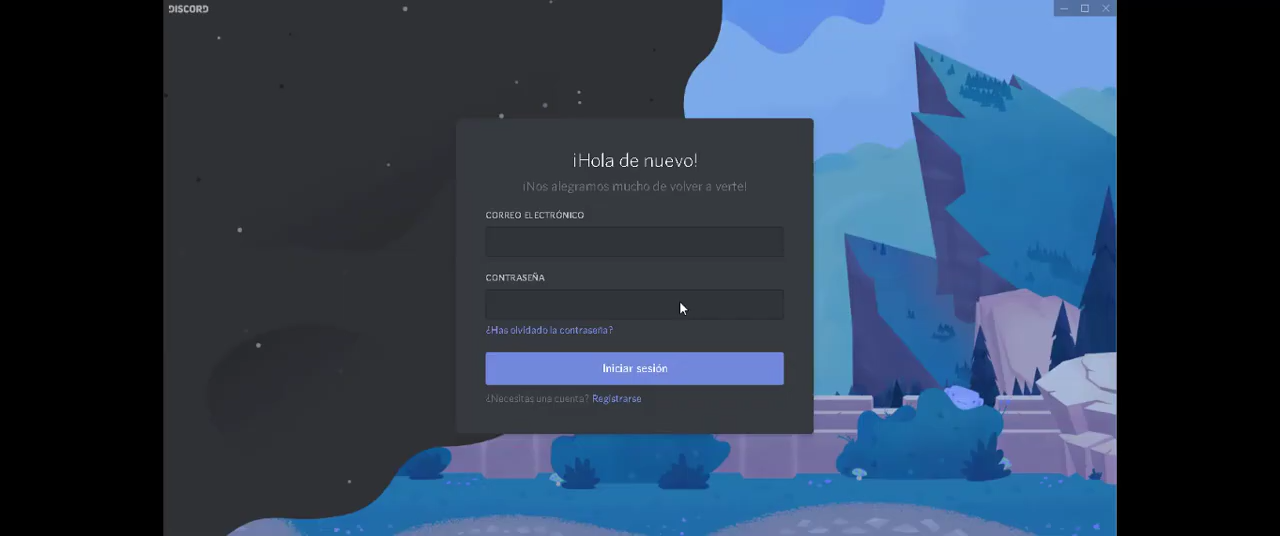 DISCORD
¡Hola de nuevo!
¡Nos alegramos mucho de volver a verte!
CORREO ELECTRÓNICO
CONTRASEÑA
¿Has olvidado la contraseña?
Iniciar sesión
¿Necesitas una cuenta? Registrarse